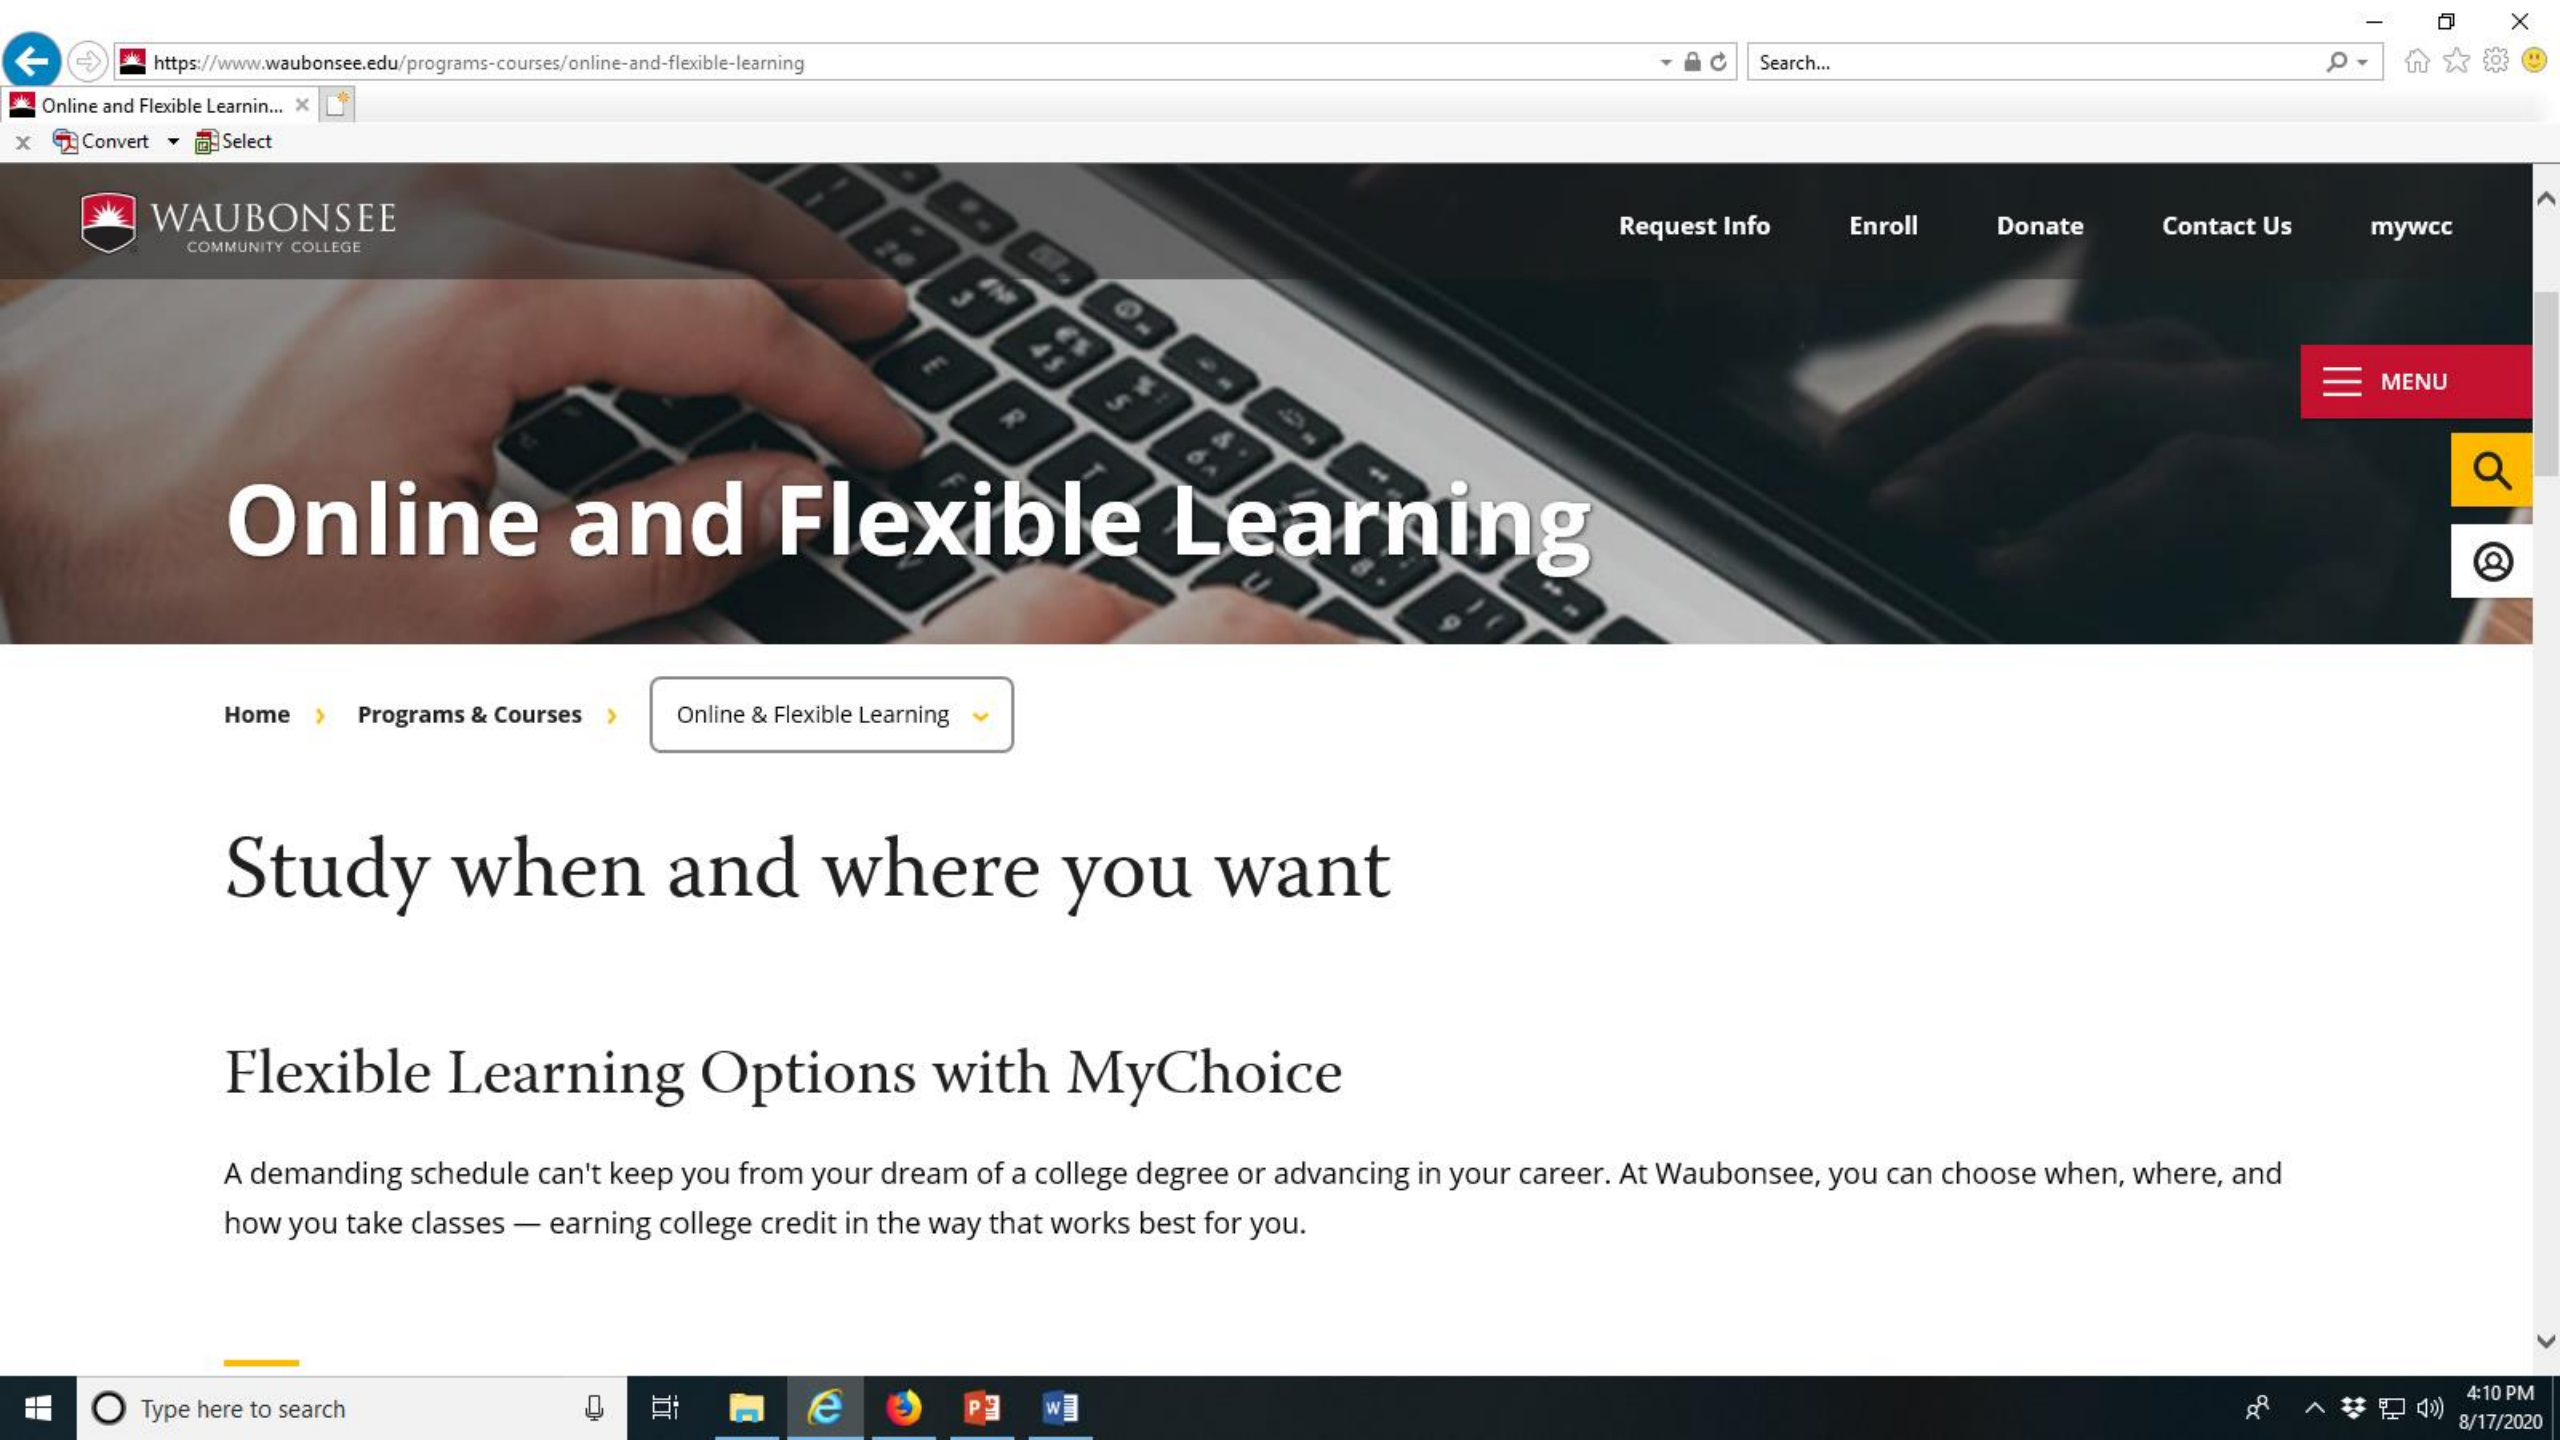 https://www.waubonsee.edu/programs-courses/online-and-flexible-learning
Search...
Online and Flexible Learnin...
Convert
Select
WAUBONSEE
COMMUNITY COLLEGE
Request Info
Enroll
Donate
Contact Us
mywcc
MENU
Online and Flexible Learning
Home
Programs & Courses
Online & Flexible Learning
Study when and where you want
Flexible Learning Options with MyChoice
A demanding schedule can't keep you from your dream of a college degree or advancing in your career. At Waubonsee, you can choose when, where, and
how you take classes — earning college credit in the way that works best for you.
Type here to search
4:10 PM
8/17/2020